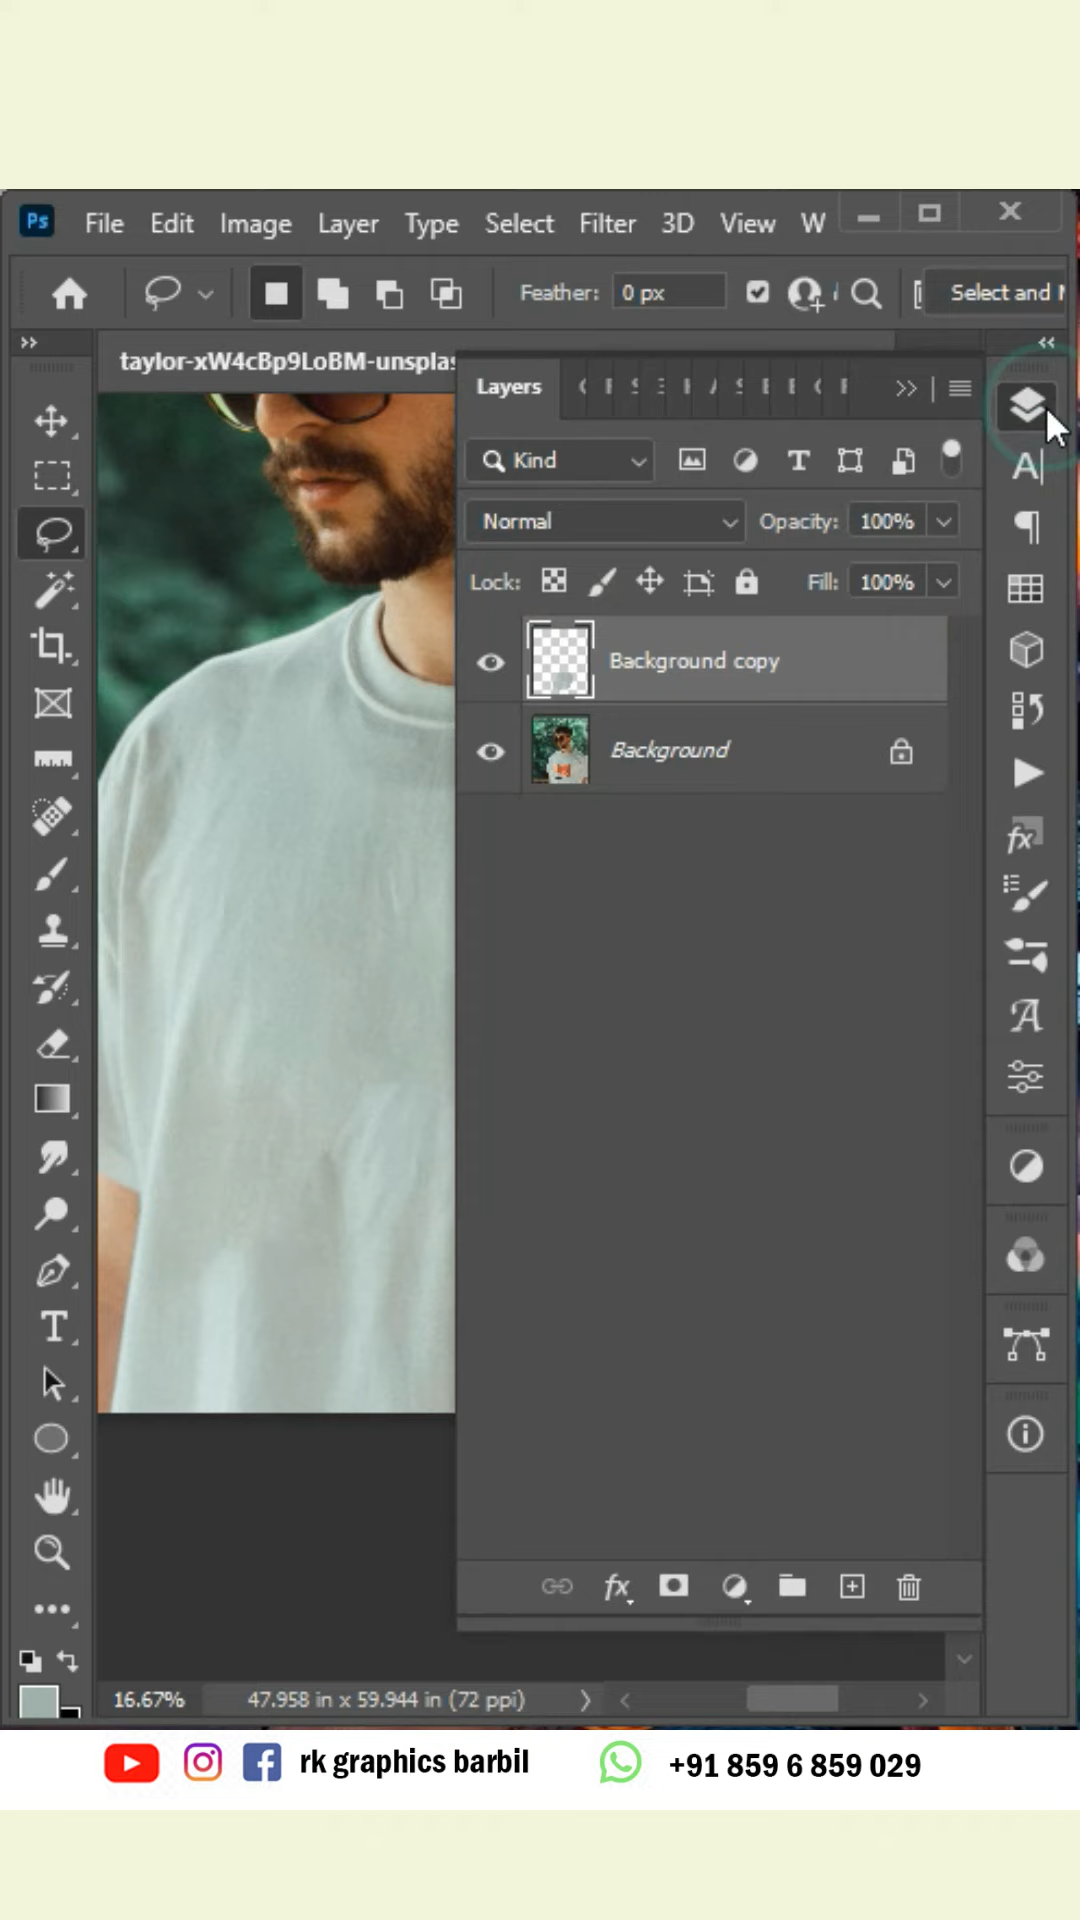 Ps File Edit Image Layer Type Select Filter 3D View W
Feather: 0 px Select and
taylor-xW4cBp9LoBM-unsplas
Layers
Kind
Normal Opacity: 100%
Lock: Fill: 100%
Background copy
Background
16.67% 47.958 in x 59.944 in (72 ppi)
rk graphics barbil +91 859 6 859 029